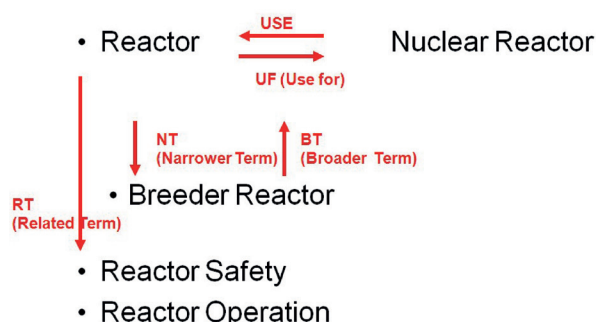 USE
• Reactor
Nuclear Reactor
UF (Use for)
NT
(Narrower Term)
BT
(Broader Term)
• Breeder Reactor
RT
(Related Term)
• Reactor Safety
• Reactor Operation